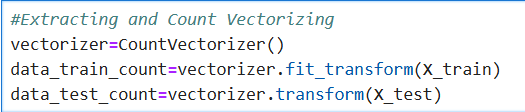 #Extracting and Count Vectorizing
vectorizer=CountVectorizer()
data_train_count=vectorizer.fit_transform(X_train)
data_test_count=vectorizer.transform(X_test)